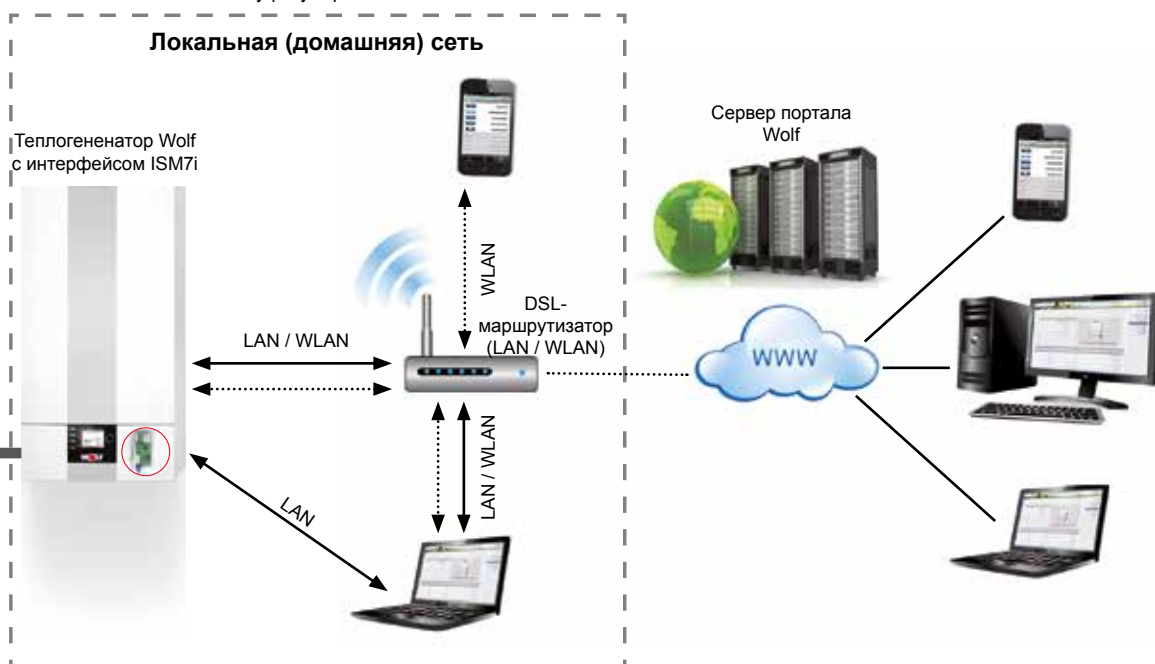 Локальная (домашняя) сеть
Теплогененатор Wolf
с интерфейсом ISM7i
Сервер портала
Wolf
WLAN
DSL-
маршрутизатор
(LAN / WLAN)
LAN / WLAN
WWW
LAN / WLAN
LAN